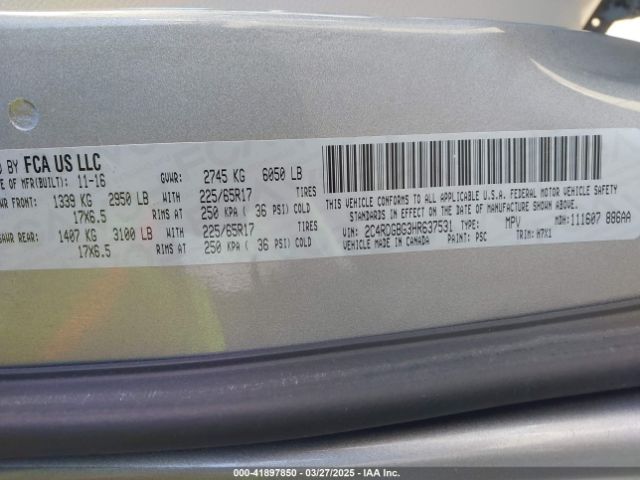 D BY FCA US LLC
E OF MFR(BUILT): 11-16 GVWR: 2745 KG 6050 LB
WR FRONT: 1339 KG 2950 LB WITH 225/65R17 TIRES
17X6.5 RIMS AT 250 KPA ( 36 PSI) COLD
GAWR REAR: 1407 KG 3100 LB WITH 225/65R17 TIRES
17X6.5 RIMS AT 250 KPA ( 36 PSI) COLD
THIS VEHICLE CONFORMS TO ALL APPLICABLE U.S.A. FEDERAL MOTOR VEHICLE SAFETY
STANDARDS IN EFFECT ON THE DATE OF MANUFACTURE SHOWN ABOVE.
VIN: 2C4RDGBG3HR637531 TYPE: MPV MDH: 111607 886AA
VEHICLE MADE IN CANADA PAINT: PSC TRIM: H7X1
000-41897850 | 03/27/2025 | IAA Inc.